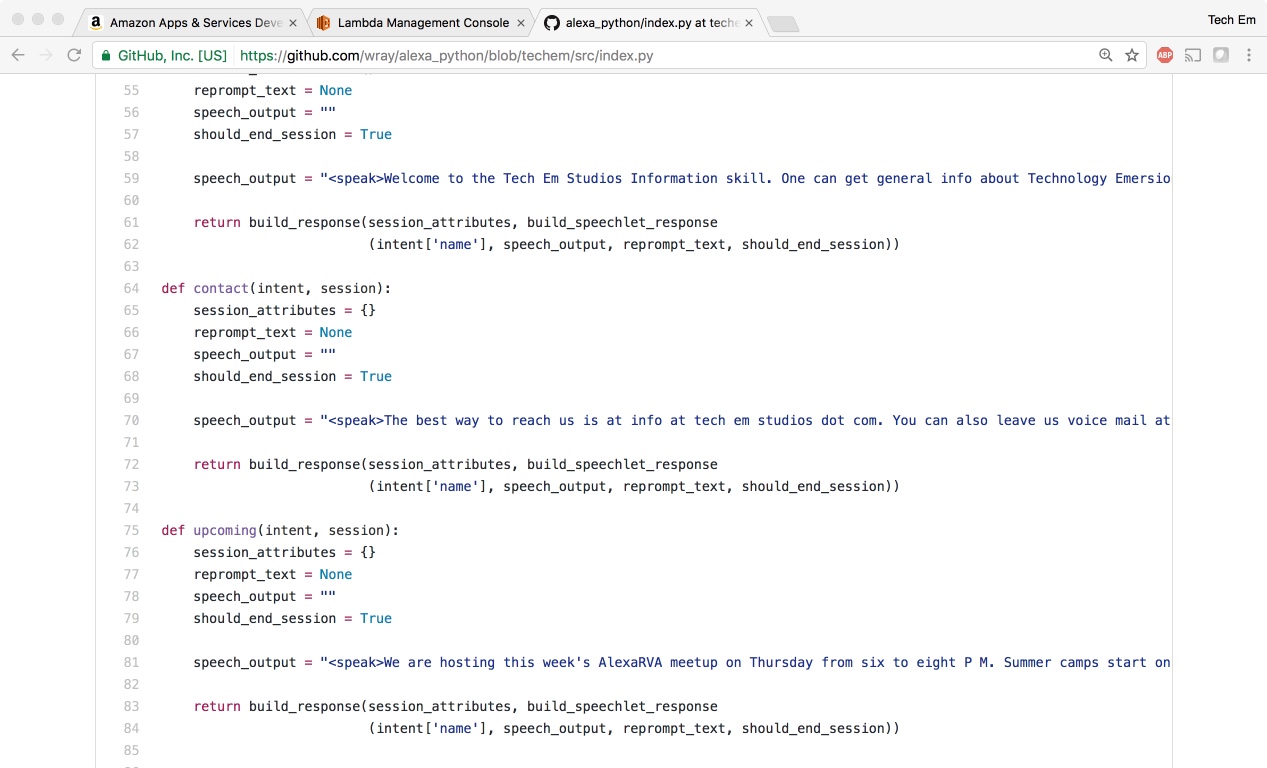 Amazon Apps & Services Deve
Lambda Management Console
alexa_python/index.py at teche
Tech Em
GitHub, Inc. [US]
https://github.com/wray/alexa_python/blob/techem/src/index.py
ABP
55 reprompt_text = None
56 speech_output = ""
57 should_end_session = True
58
59 speech_output = "<speak>Welcome to the Tech Em Studios Information skill. One can get general info about Technology Emersio
60
61 return build_response(session_attributes, build_speechlet_response
62 (intent['name'], speech_output, reprompt_text, should_end_session))
63
64 def contact(intent, session):
65 session_attributes = {}
66 reprompt_text = None
67 speech_output = ""
68 should_end_session = True
69
70 speech_output = "<speak>The best way to reach us is at info at tech em studios dot com. You can also leave us voice mail at
71
72 return build_response(session_attributes, build_speechlet_response
73 (intent['name'], speech_output, reprompt_text, should_end_session))
74
75 def upcoming(intent, session):
76 session_attributes = {}
77 reprompt_text = None
78 speech_output = ""
79 should_end_session = True
80
81 speech_output = "<speak>We are hosting this week's AlexaRVA meetup on Thursday from six to eight P M. Summer camps start on
82
83 return build_response(session_attributes, build_speechlet_response
84 (intent['name'], speech_output, reprompt_text, should_end_session))
85